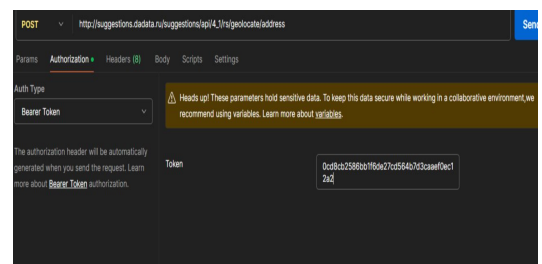 POST http://suggestions.dadata.ru/suggestions/api/4_1/rs/geolocate/address Send
Params Authorization Headers (8) Body Scripts Settings
Auth Type
Bearer Token
Heads up! These parameters hold sensitive data. To keep this data secure while working in a collaborative environment,we
recommend using variables. Learn more about variables.
The authorization header will be automatically
generated when you send the request. Learn
more about Bearer Token authorization.
Token
0cd8cb2586bb1f6de27cd564b7d3caaef0ec1
2a2